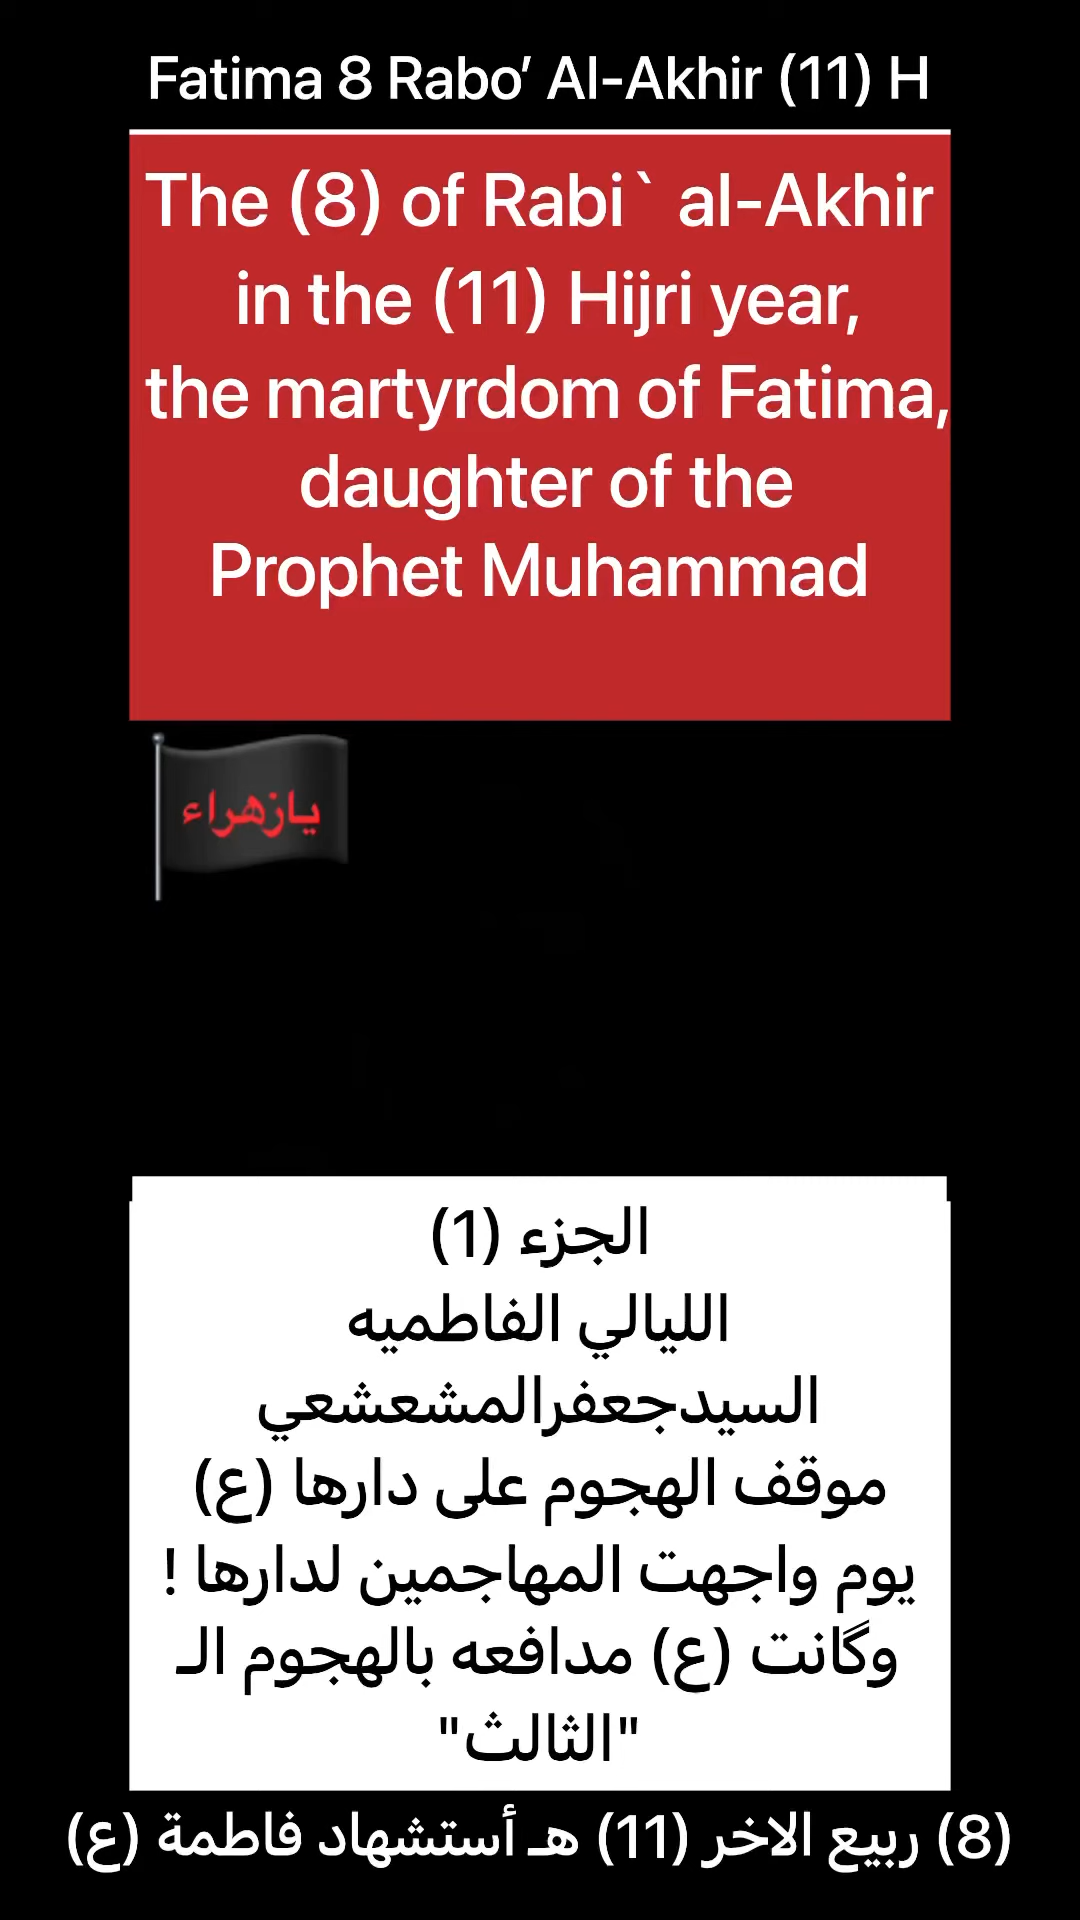 Fatima 8 Rabo’ Al-Akhir (11) H
The (8) of Rabi` al-Akhir
in the (11) Hijri year,
the martyrdom of Fatima,
daughter of the
Prophet Muhammad
يازهراء
الجزء (1)
الليالي الفاطميه
السيدجعفرالمشعشعي
موقف الهجوم على دارها (ع)
يوم واجهت المهاجمين لدارها !
وگانت (ع) مدافعه بالهجوم الـ
"الثالث"
(8) ربيع الاخر (11) هـ أستشهاد فاطمة (ع)